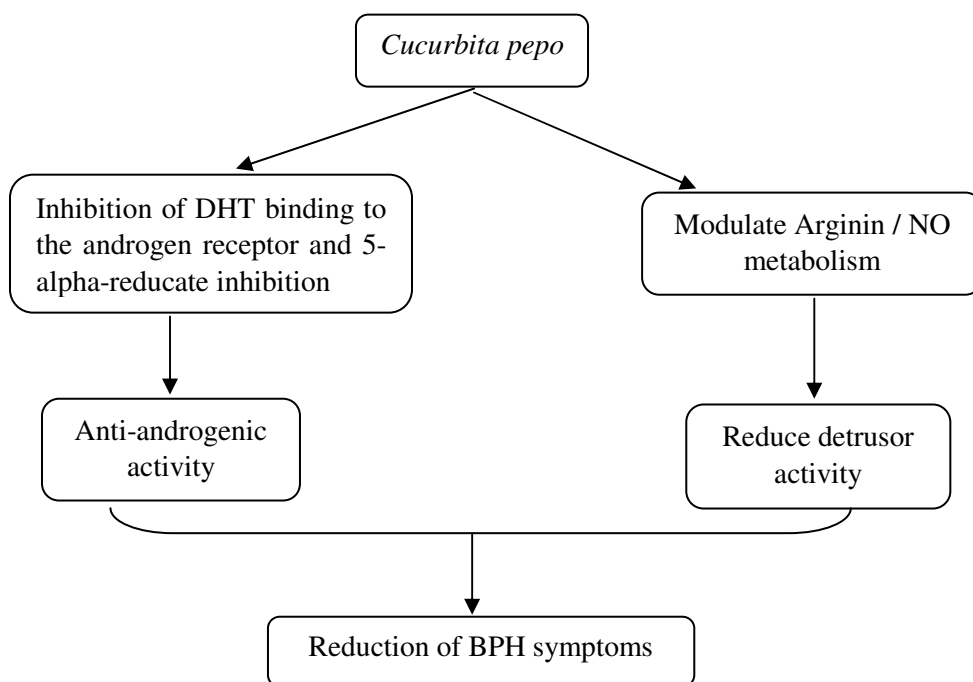 Cucurbita pepo
Inhibition of DHT binding to
the androgen receptor and 5-
alpha-reducate inhibition
Modulate Arginin / NO
metabolism
Anti-androgenic
activity
Reduce detrusor
activity
Reduction of BPH symptoms